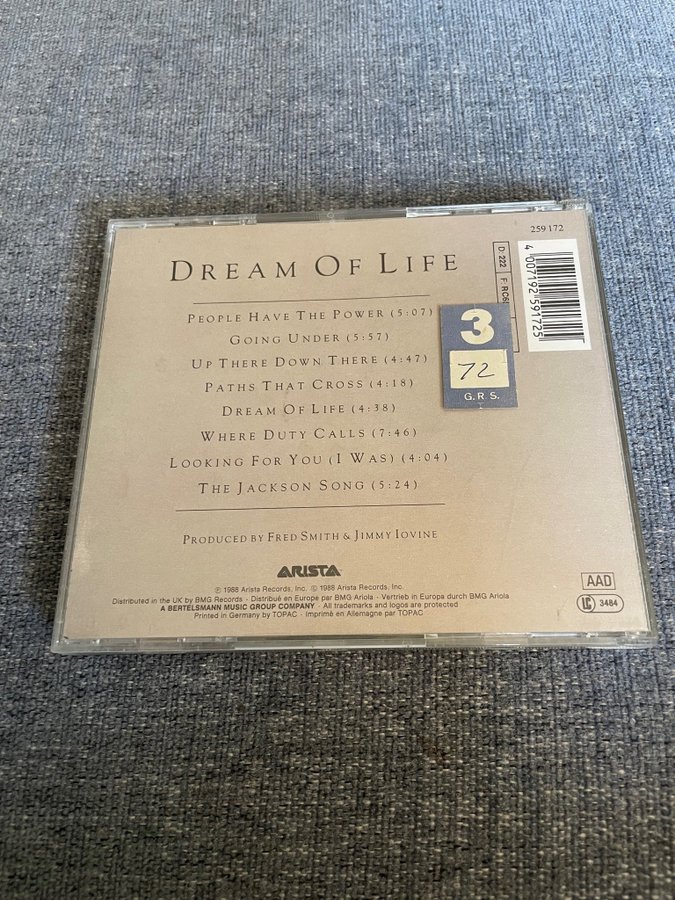 259 172
DREAM OF LIFE
D: 222
F: RC6
4 007192 591725
PEOPLE HAVE THE POWER (5:07)
GOING UNDER (5:57)
UP THERE DOWN THERE (4:47)
PATHS THAT CROSS (4:18)
DREAM OF LIFE (4:38)
WHERE DUTY CALLS (7:46)
LOOKING FOR YOU (I WAS) (4:04)
THE JACKSON SONG (5:24)
3
72
G.R.S.
PRODUCED BY FRED SMITH & JIMMY IOVINE
ARISTA
℗ 1988 Arista Records, Inc. © 1988 Arista Records, Inc.
Distributed in the UK by BMG Records · Distribué en Europe par BMG Ariola · Vertrieb in Europa durch BMG Ariola
A BERTELSMANN MUSIC GROUP COMPANY · All trademarks and logos are protected
Printed in Germany by TOPAC · Imprimé en Allemagne par TOPAC
AAD
LC 3484